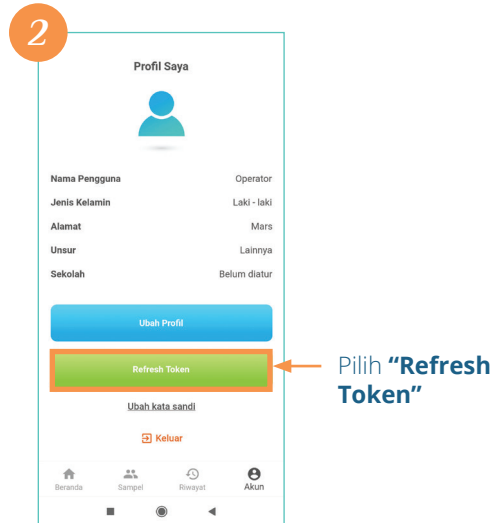 2
Profil Saya
Nama Pengguna Operator
Jenis Kelamin Laki - laki
Alamat Mars
Unsur Lainnya
Sekolah Belum diatur
Ubah Profil
Refresh Token
Pilih “Refresh
Token”
Ubah kata sandi
Keluar
Beranda Sampel Riwayat Akun